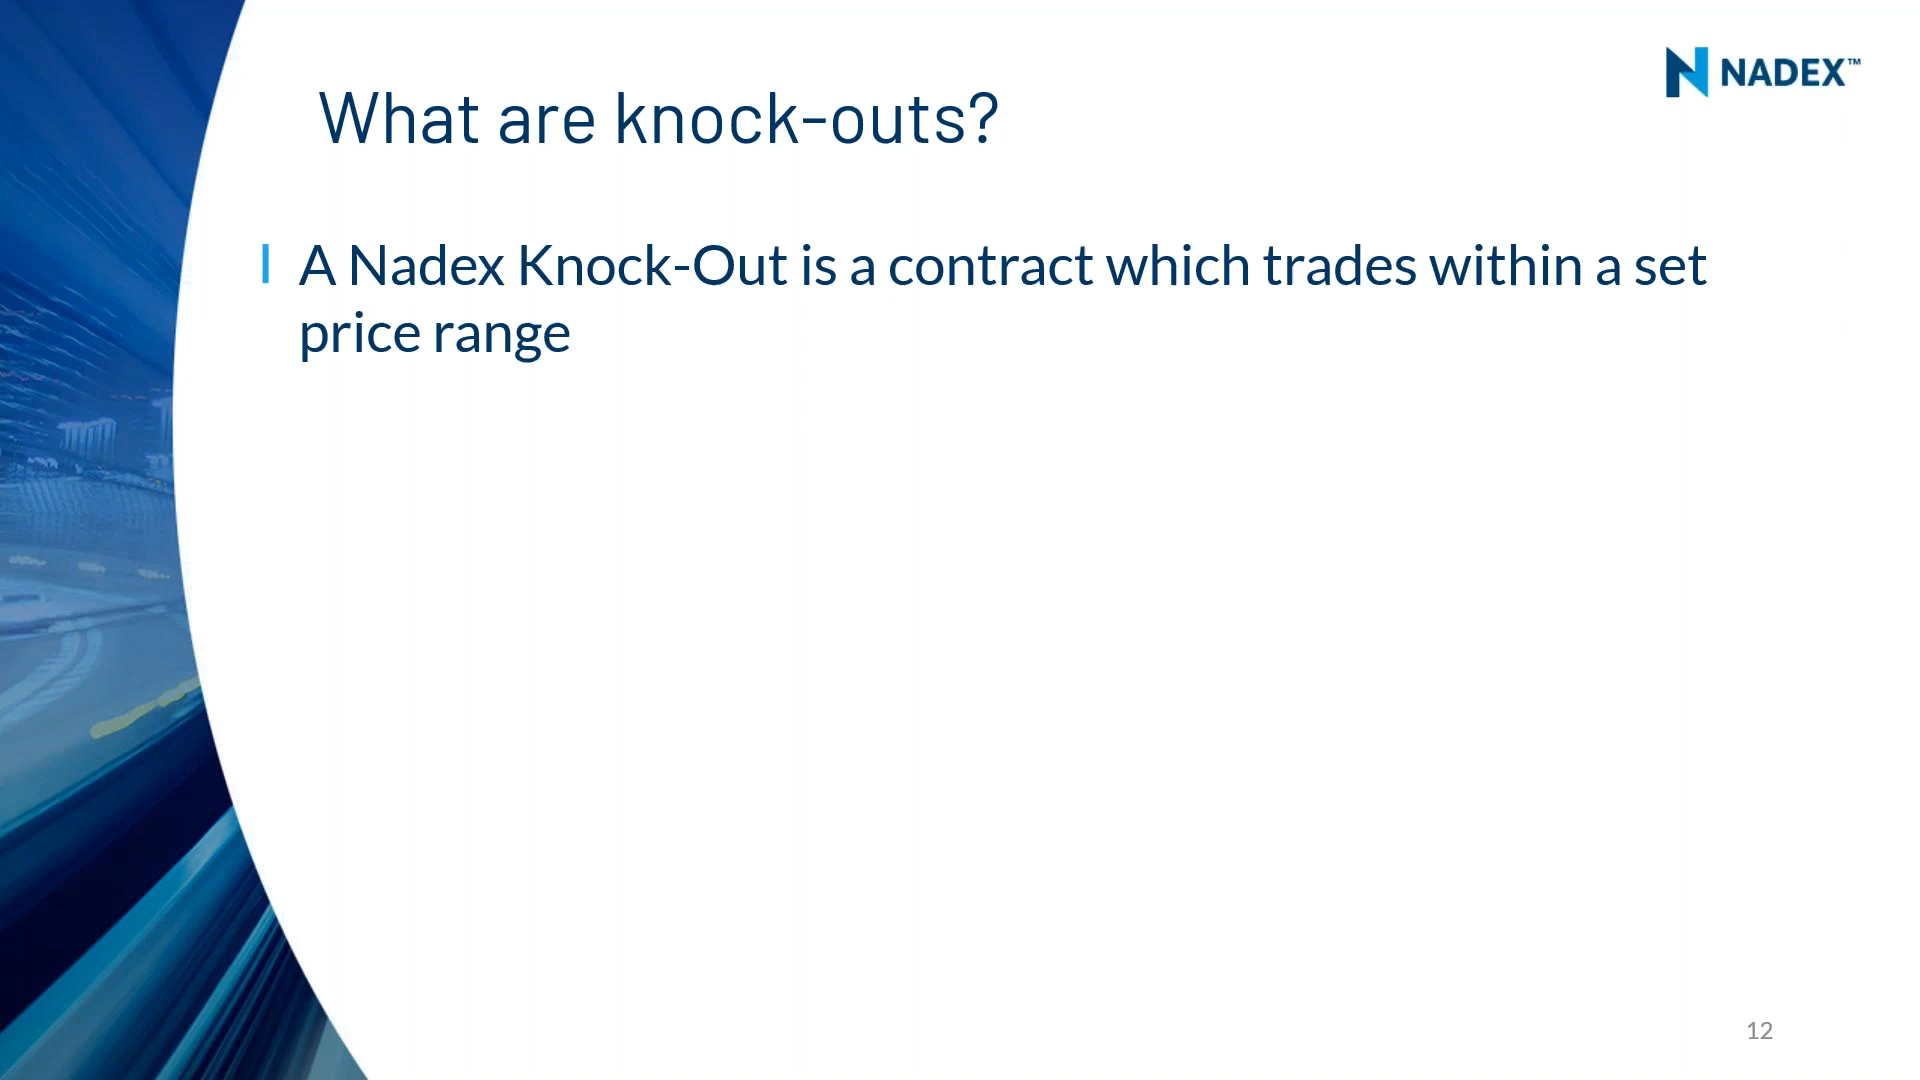 NADEX™
What are knock-outs?
A Nadex Knock-Out is a contract which trades within a set
price range
12